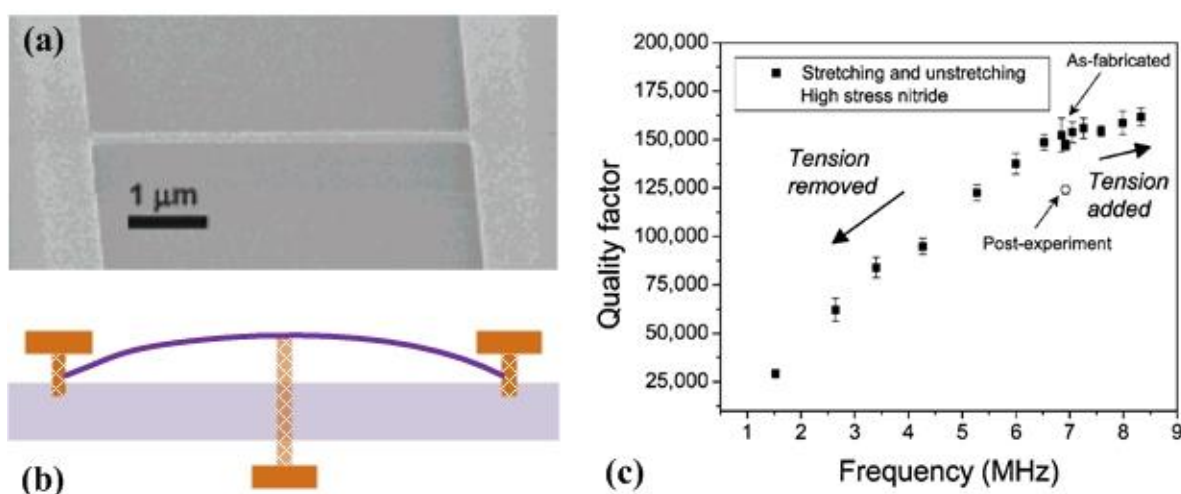 (a)
1 μm
(b)
200,000
175,000
150,000
125,000
100,000
75,000
50,000
25,000
Quality factor
Stretching and unstretching
High stress nitride
As-fabricated
Tension
removed
Tension
added
Post-experiment
1 2 3 4 5 6 7 8 9
(c)
Frequency (MHz)